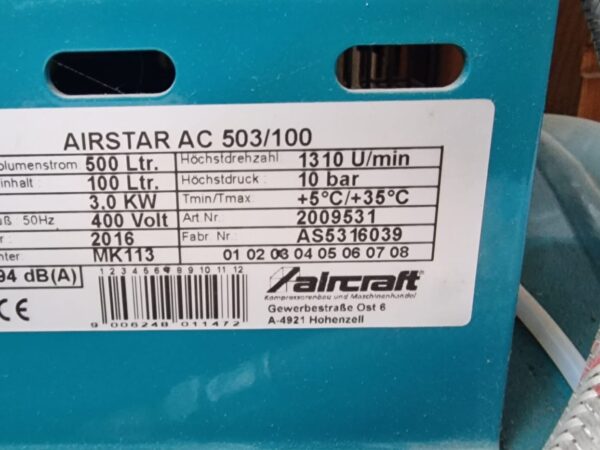 AIRSTAR AC 503/100
olumenstrom 500 Ltr. Höchstdrehzahl: 1310 U/min
inhalt : 100 Ltr. Höchstdruck : 10 bar
3,0 KW Tmin/Tmax: +5°C/+35°C
uß 50Hz 400 Volt Art.Nr.: 2009531
r : 2016 Fabr.Nr.: AS5316039
nter MK113 01 02 03 04 05 06 07 08
94 dB(A) 1 2 3 4 5 6 7 8 9 10 11 12
aircraft®
Kompressorenbau und Maschinenhandel
CE Gewerbestraße Ost 6
9 006248 011472 A-4921 Hohenzell